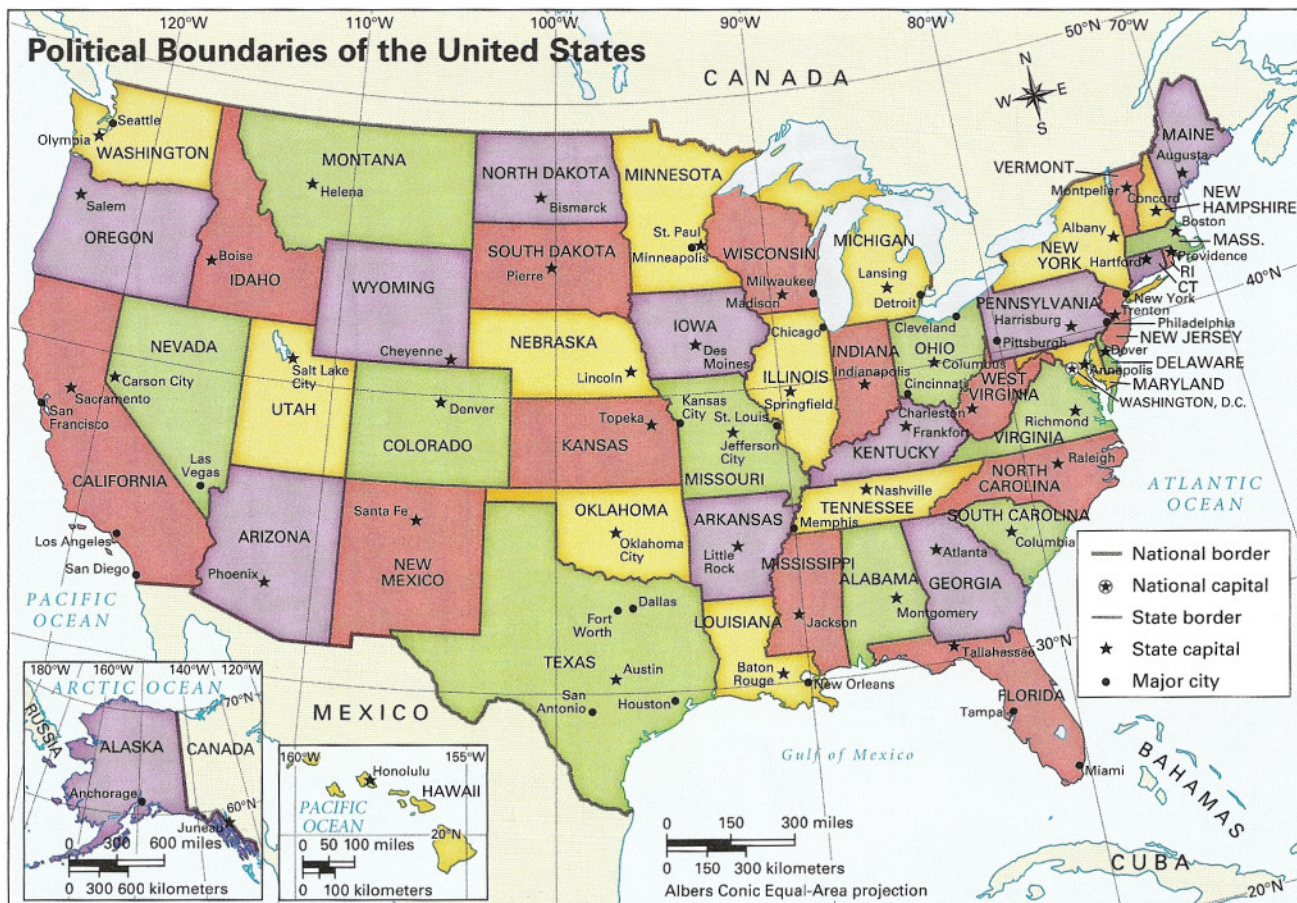 120°W
110°W
100°W
90°W
80°W
50°N
70°W
Political Boundaries of the United States
CANADA
N
W
E
S
Seattle
Olympia
WASHINGTON
MONTANA
Helena
NORTH DAKOTA
Bismarck
MINNESOTA
St. Paul
Minneapolis
VERMONT
Montpelier
MAINE
Augusta
Concord
NEW
HAMPSHIRE
Boston
Salem
OREGON
Boise
IDAHO
WYOMING
Cheyenne
SOUTH DAKOTA
Pierre
WISCONSIN
Milwaukee
Madison
MICHIGAN
Lansing
Detroit
Albany
NEW
YORK
MASS.
Hartford
Providence
RI
CT
40°N
NEVADA
Carson City
Sacramento
San
Francisco
Salt Lake
City
UTAH
NEBRASKA
Lincoln
IOWA
Des
Moines
Chicago
ILLINOIS
Springfield
INDIANA
Indianapolis
Cleveland
OHIO
Columbus
Cincinnati
PENNSYLVANIA
Harrisburg
Pittsburgh
New York
Trenton
Philadelphia
NEW JERSEY
Dover
DELAWARE
Annapolis
MARYLAND
WASHINGTON, D.C.
Denver
COLORADO
Topeka
KANSAS
Kansas
City
St. Louis
Jefferson
City
MISSOURI
WEST
VIRGINIA
Charleston
Frankfort
KENTUCKY
Richmond
VIRGINIA
Las
Vegas
CALIFORNIA
Los Angeles
San Diego
ARIZONA
Phoenix
Santa Fe
NEW
MEXICO
OKLAHOMA
Oklahoma
City
ARKANSAS
Little
Rock
Nashville
TENNESSEE
Memphis
Raleigh
NORTH
CAROLINA
SOUTH CAROLINA
Columbia
ATLANTIC
OCEAN
PACIFIC
OCEAN
Dallas
Fort
Worth
TEXAS
Austin
San
Antonio
Houston
LOUISIANA
Baton
Rouge
New Orleans
MISSISSIPPI
Jackson
ALABAMA
Montgomery
Atlanta
GEORGIA
Tallahassee
FLORIDA
Tampa
Miami
30°N
National border
National capital
State border
State capital
Major city
MEXICO
Gulf of Mexico
BAHAMAS
CUBA
20°N
180°W
160°W
140°W
120°W
ARCTIC OCEAN
70°N
RUSSIA
ALASKA
CANADA
Anchorage
60°N
Juneau
0 300 600 miles
0 300 600 kilometers
160°W
155°W
Honolulu
HAWAII
PACIFIC
OCEAN
20°N
0 50 100 miles
0 100 kilometers
0 150 300 miles
0 150 300 kilometers
Albers Conic Equal-Area projection